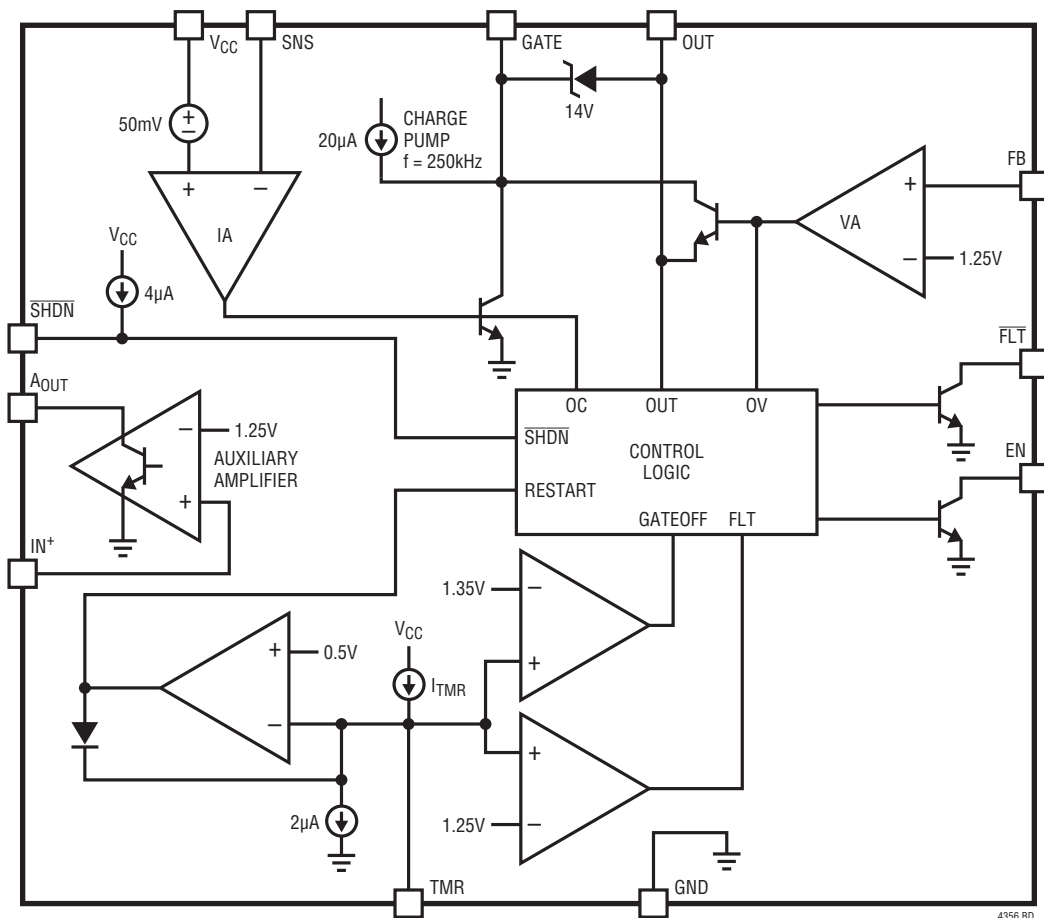 VCC
SNS
GATE
OUT
50mV
+
−
14V
20µA
CHARGE
PUMP
f = 250kHz
FB
+
−
IA
+
VA
−
1.25V
VCC
4µA
SHDN
FLT
AOUT
−
1.25V
AUXILIARY
AMPLIFIER
+
OC
OUT
OV
SHDN
CONTROL
LOGIC
RESTART
GATEOFF
FLT
EN
IN+
1.35V
−
+
VCC
ITMR
+
0.5V
−
+
1.25V
−
2µA
TMR
GND
4356 BD